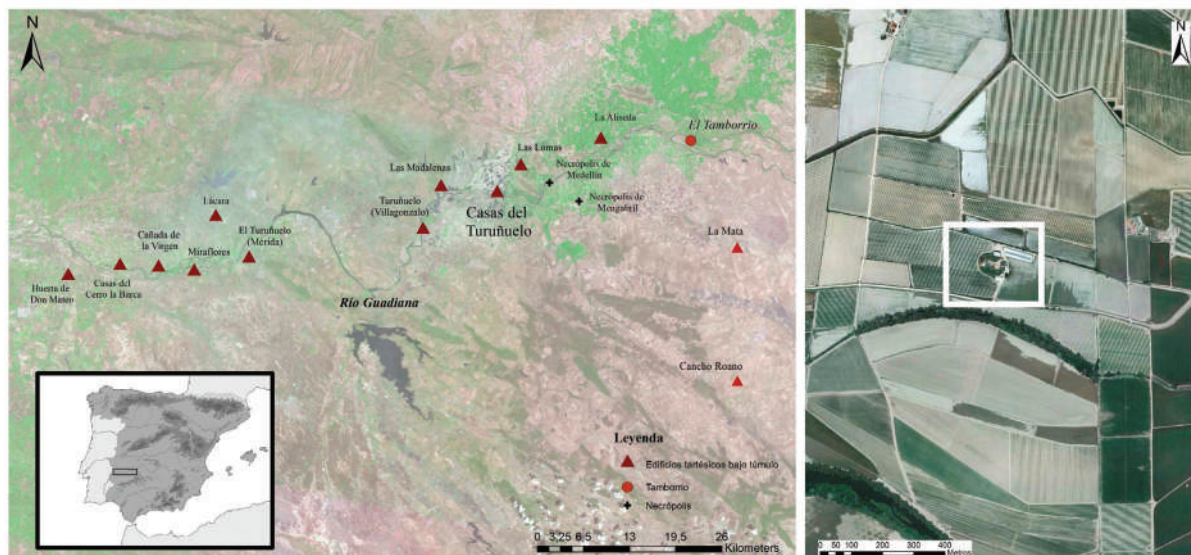 N
La Aliseda
El Tamborrio
Las Lomas
Necrópolis de
Medellín
Las Madalenas
Necrópolis de
Mengabril
Turuñuelo
(Villagonzalo)
Casas del
Turuñuelo
Lácara
La Mata
Cañada de
la Virgen
El Turuñuelo
(Mérida)
Miraflores
Huerta de
Don Mateo
Casas del
Cerro la Barca
Río Guadiana
Cancho Roano
Leyenda
Edificios tartésicos bajo túmulo
Tamborrio
Necrópolis
0 3,25 6,5 13 19,5 26
Kilometers
N
0 50 100 200 300 400
Metros